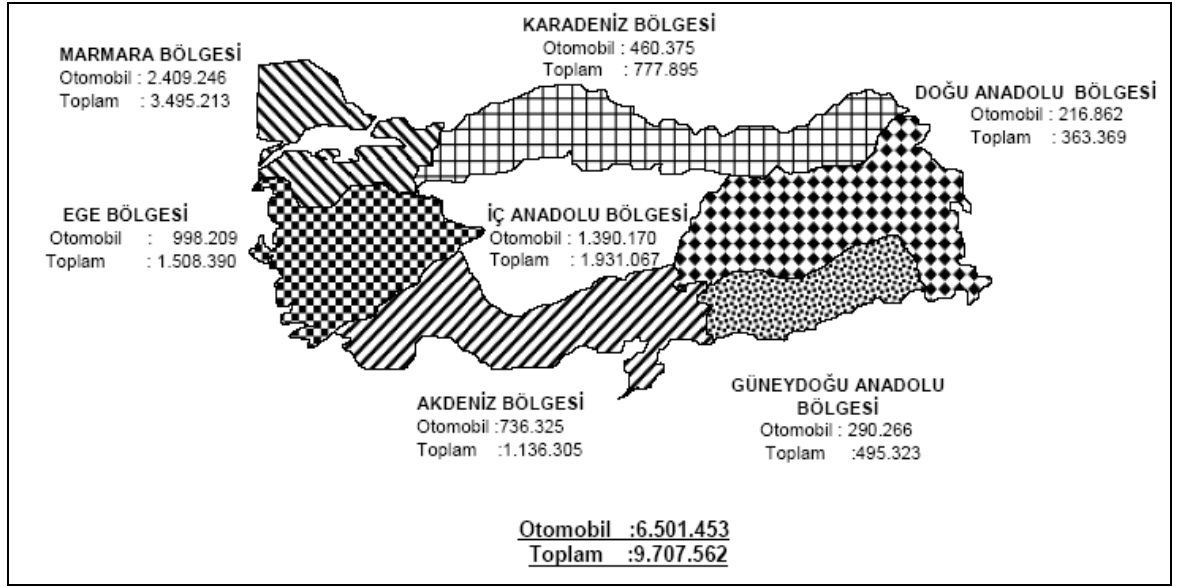 KARADENİZ BÖLGESİ
Otomobil : 460.375
Toplam : 777.895
MARMARA BÖLGESİ
Otomobil : 2.409.246
Toplam : 3.495.213
DOĞU ANADOLU BÖLGESİ
Otomobil : 216.862
Toplam : 363.369
EGE BÖLGESİ
Otomobil : 998.209
Toplam : 1.508.390
İÇ ANADOLU BÖLGESİ
Otomobil : 1.390.170
Toplam : 1.931.067
AKDENİZ BÖLGESİ
Otomobil :736.325
Toplam :1.136.305
GÜNEYDOĞU ANADOLU
BÖLGESİ
Otomobil : 290.266
Toplam :495.323
Otomobil :6.501.453
Toplam :9.707.562